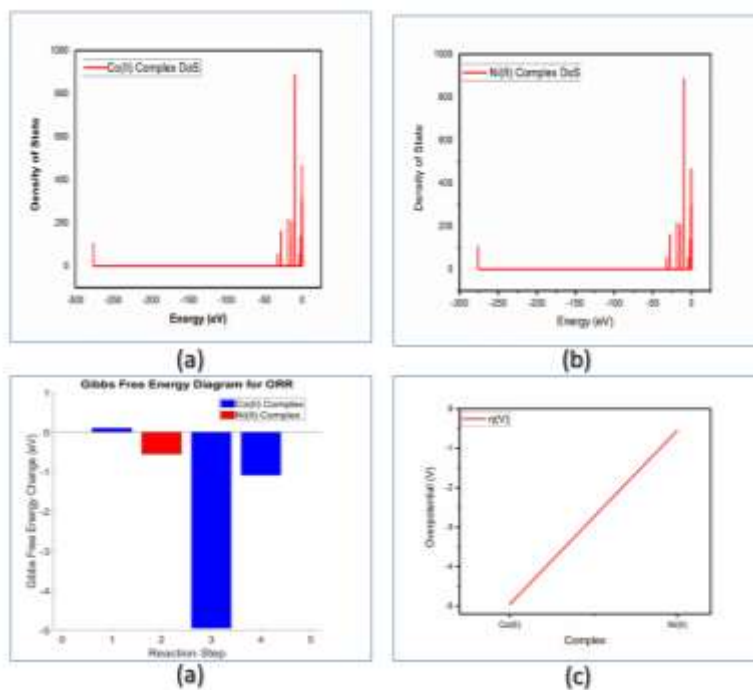 1000
800
600
400
200
0
Density of State
Co(II) Complex DoS
-300 -250 -200 -150 -100 -50 0
Energy (eV)
(a)
1000
800
600
400
200
0
Density of State
Ni(II) Complex DoS
-300 -250 -200 -150 -100 -50 0
Energy (eV)
(b)
Gibbs Free Energy Diagram for ORR
1
0
-1
-2
-3
-4
-5
Gibbs Free Energy Change (eV)
Co(II) Complex
Ni(II) Complex
0 1 2 3 4 5
Reaction Step
(a)
0
-1
-2
-3
-4
-5
Overpotential (V)
η(V)
Co(II) Ni(II)
Complex
(c)